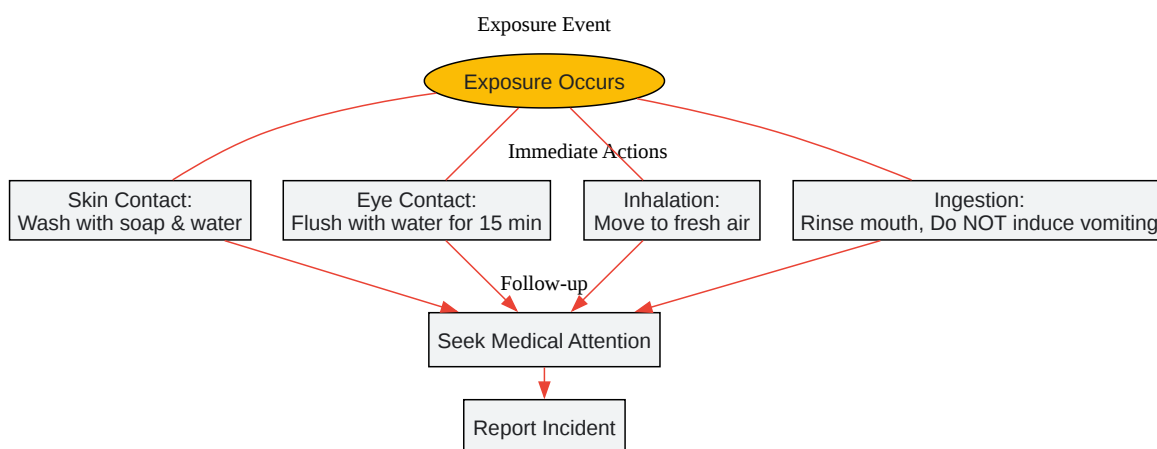 Exposure Event
Exposure Occurs
Immediate Actions
Skin Contact:
Wash with soap & water
Eye Contact:
Flush with water for 15 min
Inhalation:
Move to fresh air
Ingestion:
Rinse mouth, Do NOT induce vomiting
Follow-up
Seek Medical Attention
Report Incident